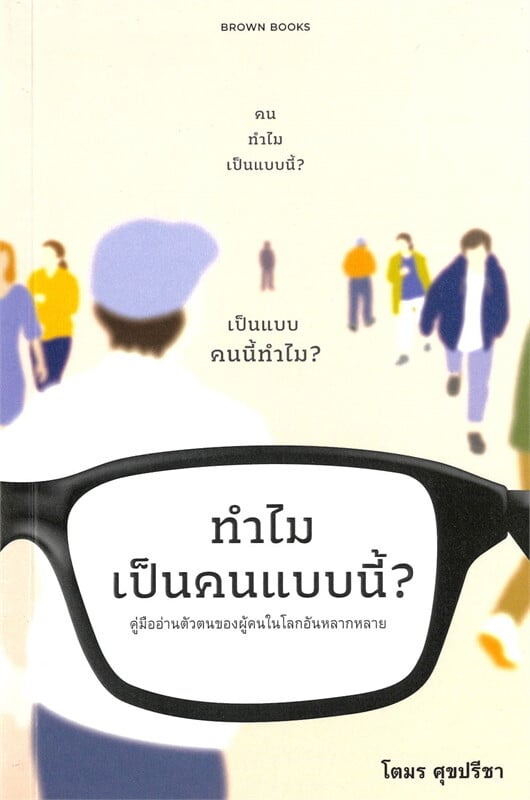 BROWN BOOKS
คน
ทำไม
เป็นแบบนี้?
เป็นแบบ
คนนี้ทำไม?
ทำไม
เป็นคนแบบนี้?
คู่มืออ่านตัวตนของผู้คนในโลกอันหลากหลาย
โตมร ศุขปรีชา